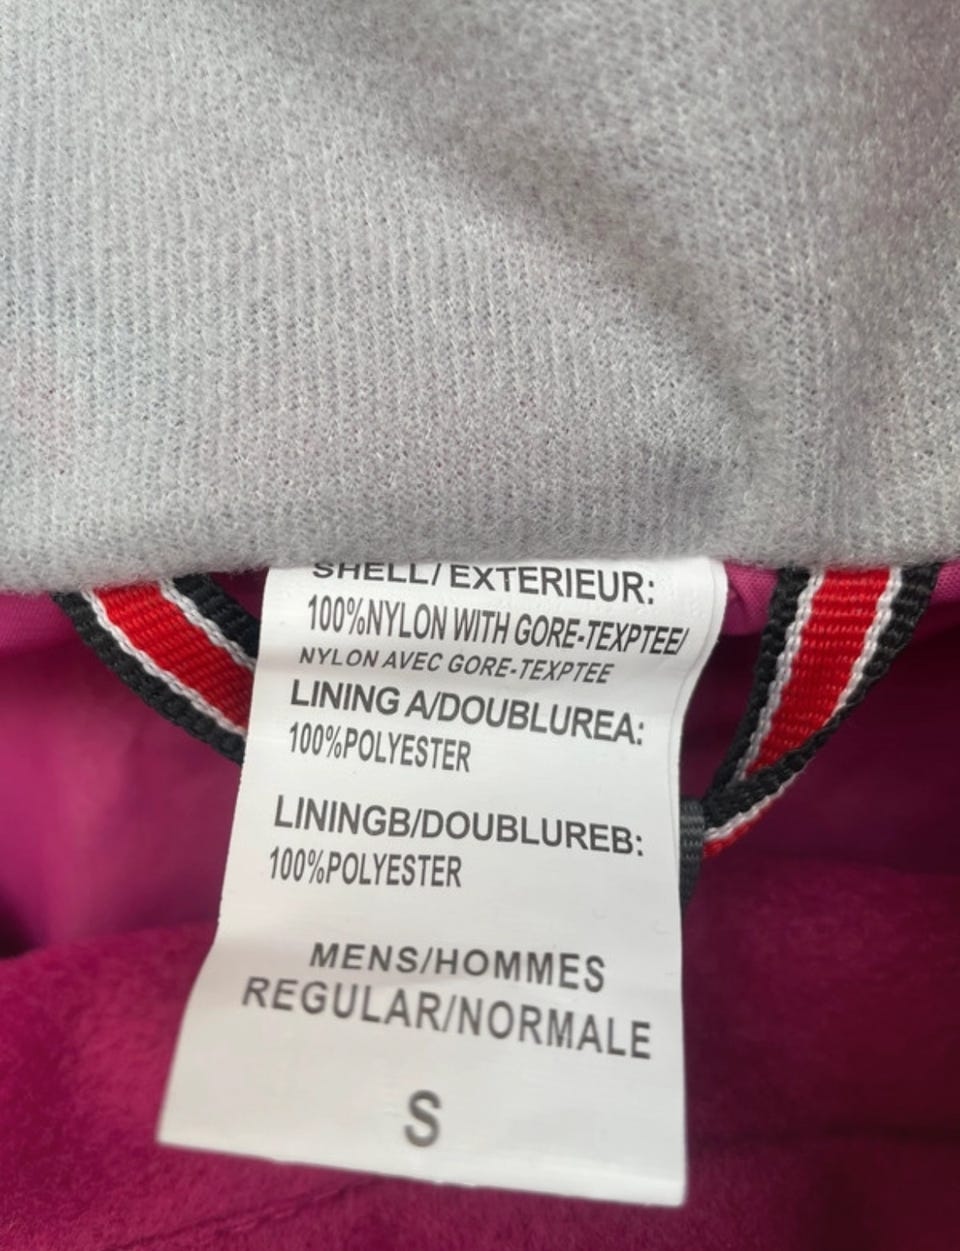 SHELL/ EXTERIEUR:
100%NYLON WITH GORE-TEXPTEE/
NYLON AVEC GORE-TEXPTEE
LINING A/DOUBLUREA:
100%POLYESTER
LININGB/DOUBLUREB:
100%POLYESTER
MENS/HOMMES
REGULAR/NORMALE
S